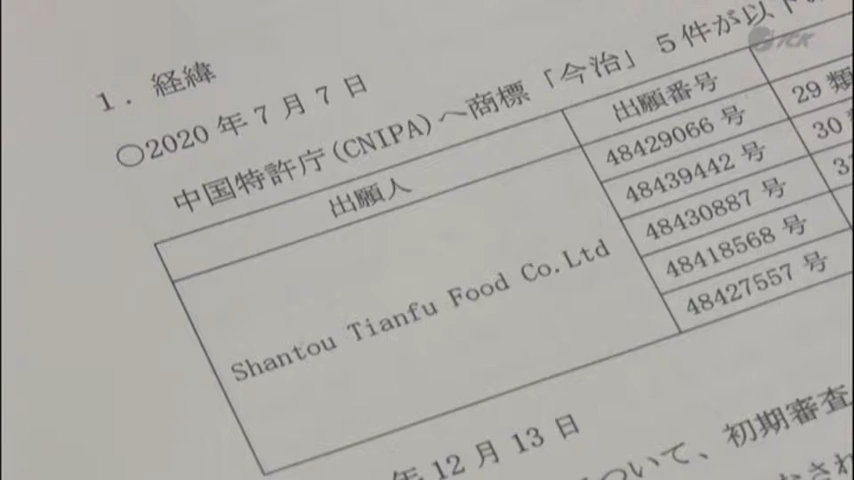 iTK
1. 経緯
○2020 年 7 月 7 日
中国特許庁(CNIPA)へ商標「今治」5件が以下
出願人 出願番号
Shantou Tianfu Food Co.Ltd
48429066 号 29 類
48439442 号 30
48430887 号
48418568 号
48427557 号
年 12 月 13 日
ついて、初期審査